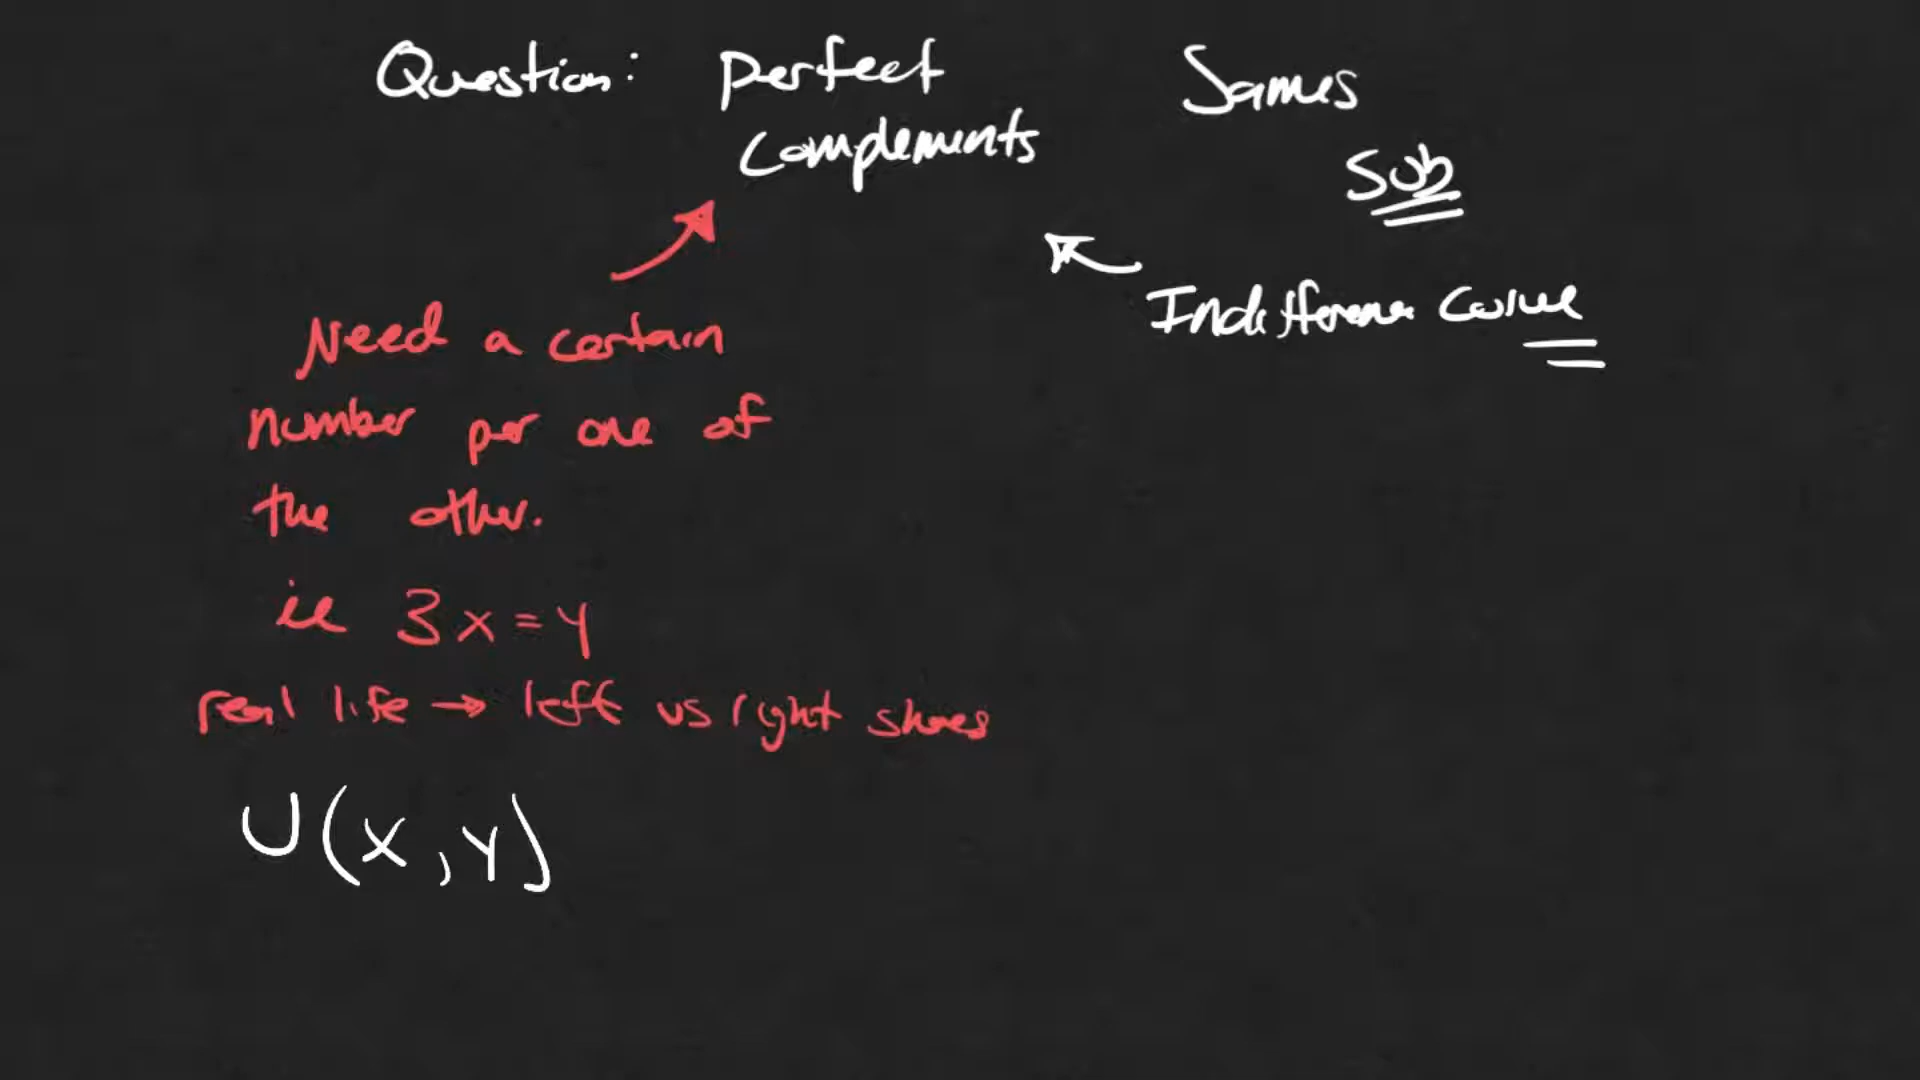 Question: Perfect Complements
James
Sub
Indifference Curve
Need a certain
number per one of
the other.
ie 3x = y
real life → left vs right shoes
U(x,y)